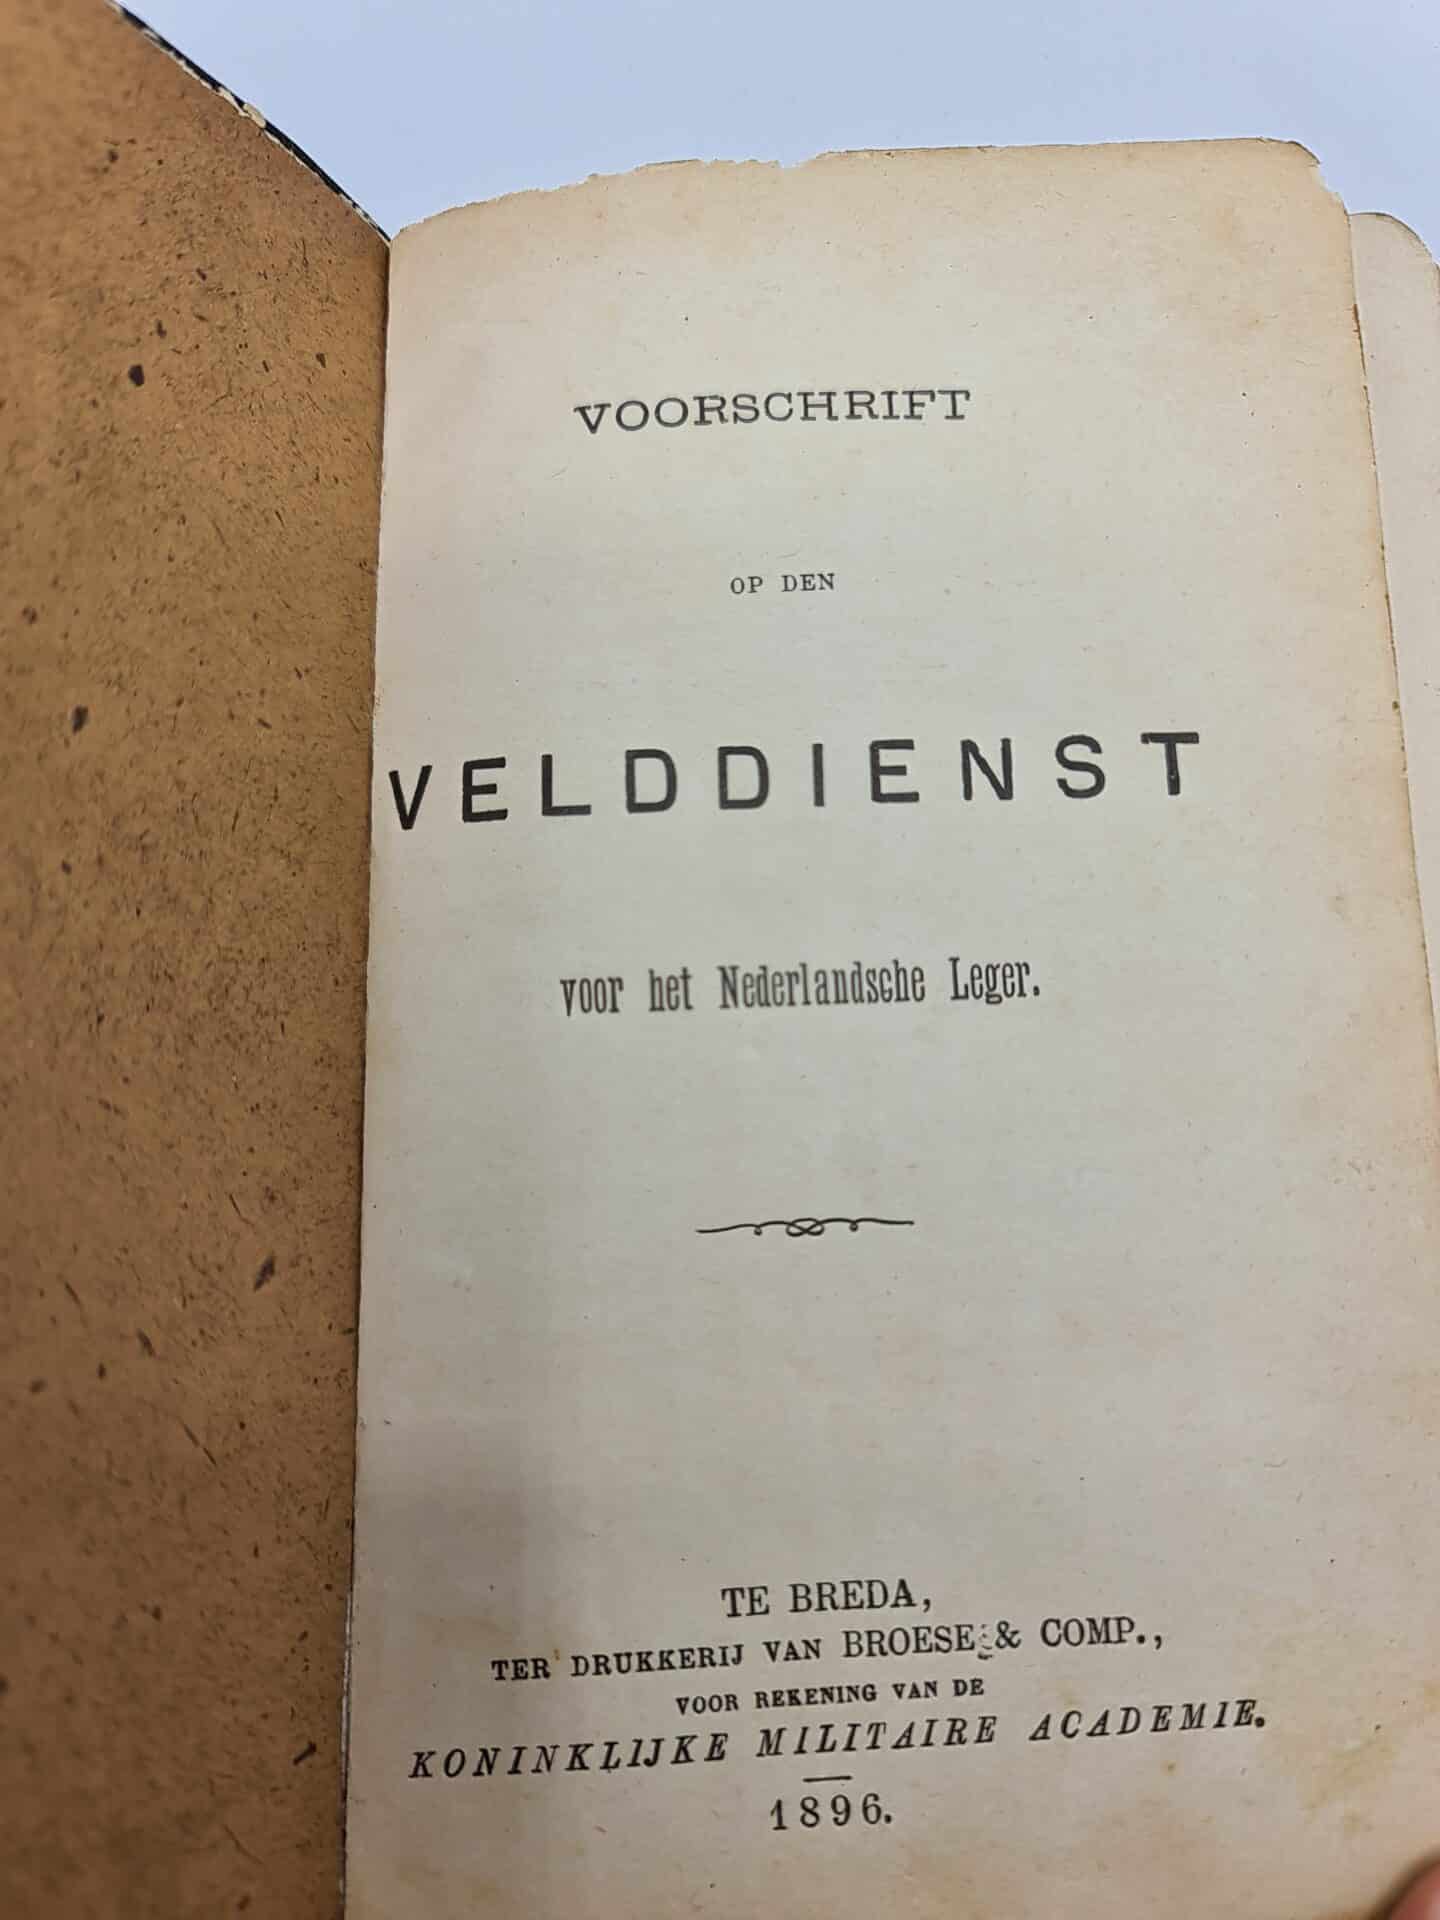 VOORSCHRIFT
OP DEN
VELDDIENST
voor het Nederlandsche Leger.
TE BREDA,
TER DRUKKERIJ VAN BROESE & COMP.,
VOOR REKENING VAN DE
KONINKLIJKE MILITAIRE ACADEMIE.
1896.